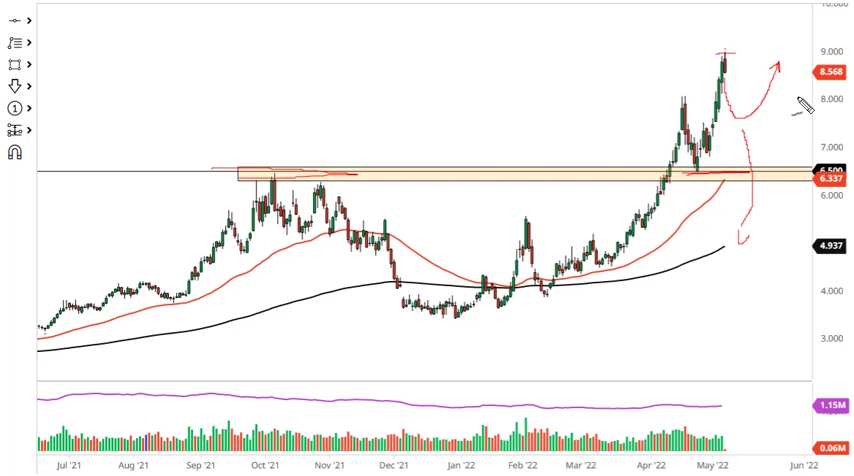 10.000
9.000
8.568
8.000
7.000
6.500
6.337
6.000
4.937
4.000
3.000
1.15M
0.06M
1
Jul '21
Aug '21
Sep '21
Oct '21
Nov '21
Dec '21
Jan '22
Feb '22
Mar '22
Apr '22
May '22
Jun '22